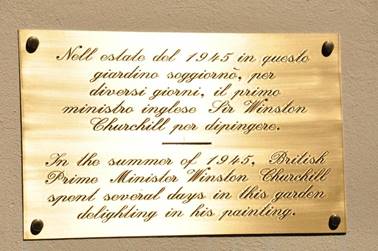 Nell estate del 1945 in questo
giardino soggiornò, per
diversi giorni, il primo
ministro inglese Sir Winston
Churchill per dipingere.
In the summer of 1945, British
Prime Minister Winston Churchill
spent several days in this garden
delighting in his painting.